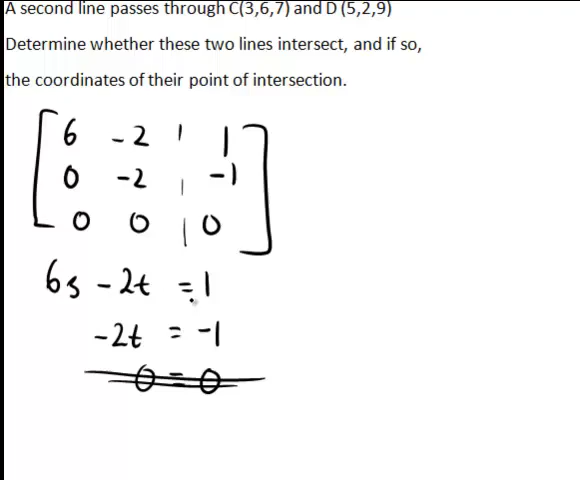 A second line passes through C(3,6,7) and D (5,2,9)
Determine whether these two lines intersect, and if so,
the coordinates of their point of intersection.
6 -2 | 1
0 -2 | -1
0 0 | 0
6s - 2t = 1
-2t = -1
0 = 0